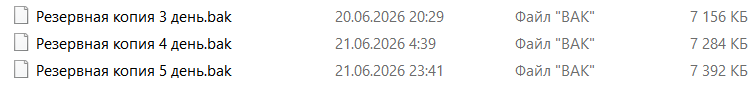 Резервная копия 3 день.bak 20.06.2026 20:29 Файл "BAK" 7 156 КБ
Резервная копия 4 день.bak 21.06.2026 4:39 Файл "BAK" 7 284 КБ
Резервная копия 5 день.bak 21.06.2026 23:41 Файл "BAK" 7 392 КБ